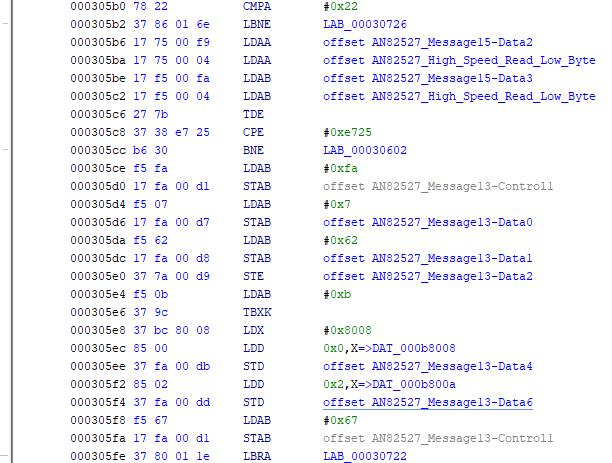 000305b0 78 22 CMPA #0x22
000305b2 37 86 01 6e LBNE LAB_00030726
000305b6 17 75 00 f9 LDAA offset AN82527_Message15-Data2
000305ba 17 75 00 04 LDAA offset AN82527_High_Speed_Read_Low_Byte
000305be 17 f5 00 fa LDAB offset AN82527_Message15-Data3
000305c2 17 f5 00 04 LDAB offset AN82527_High_Speed_Read_Low_Byte
000305c6 27 7b TDE
000305c8 37 38 e7 25 CPE #0xe725
000305cc b6 30 BNE LAB_00030602
000305ce f5 fa LDAB #0xfa
000305d0 17 fa 00 d1 STAB offset AN82527_Message13-Control1
000305d4 f5 07 LDAB #0x7
000305d6 17 fa 00 d7 STAB offset AN82527_Message13-Data0
000305da f5 62 LDAB #0x62
000305dc 17 fa 00 d8 STAB offset AN82527_Message13-Data1
000305e0 37 7a 00 d9 STE offset AN82527_Message13-Data2
000305e4 f5 0b LDAB #0xb
000305e6 37 9c TBXK
000305e8 37 bc 80 08 LDX #0x8008
000305ec 85 00 LDD 0x0,X=>DAT_000b8008
000305ee 37 fa 00 db STD offset AN82527_Message13-Data4
000305f2 85 02 LDD 0x2,X=>DAT_000b800a
000305f4 37 fa 00 dd STD offset AN82527_Message13-Data6
000305f8 f5 67 LDAB #0x67
000305fa 17 fa 00 d1 STAB offset AN82527_Message13-Control1
000305fe 37 80 01 1e LBRA LAB_00030722